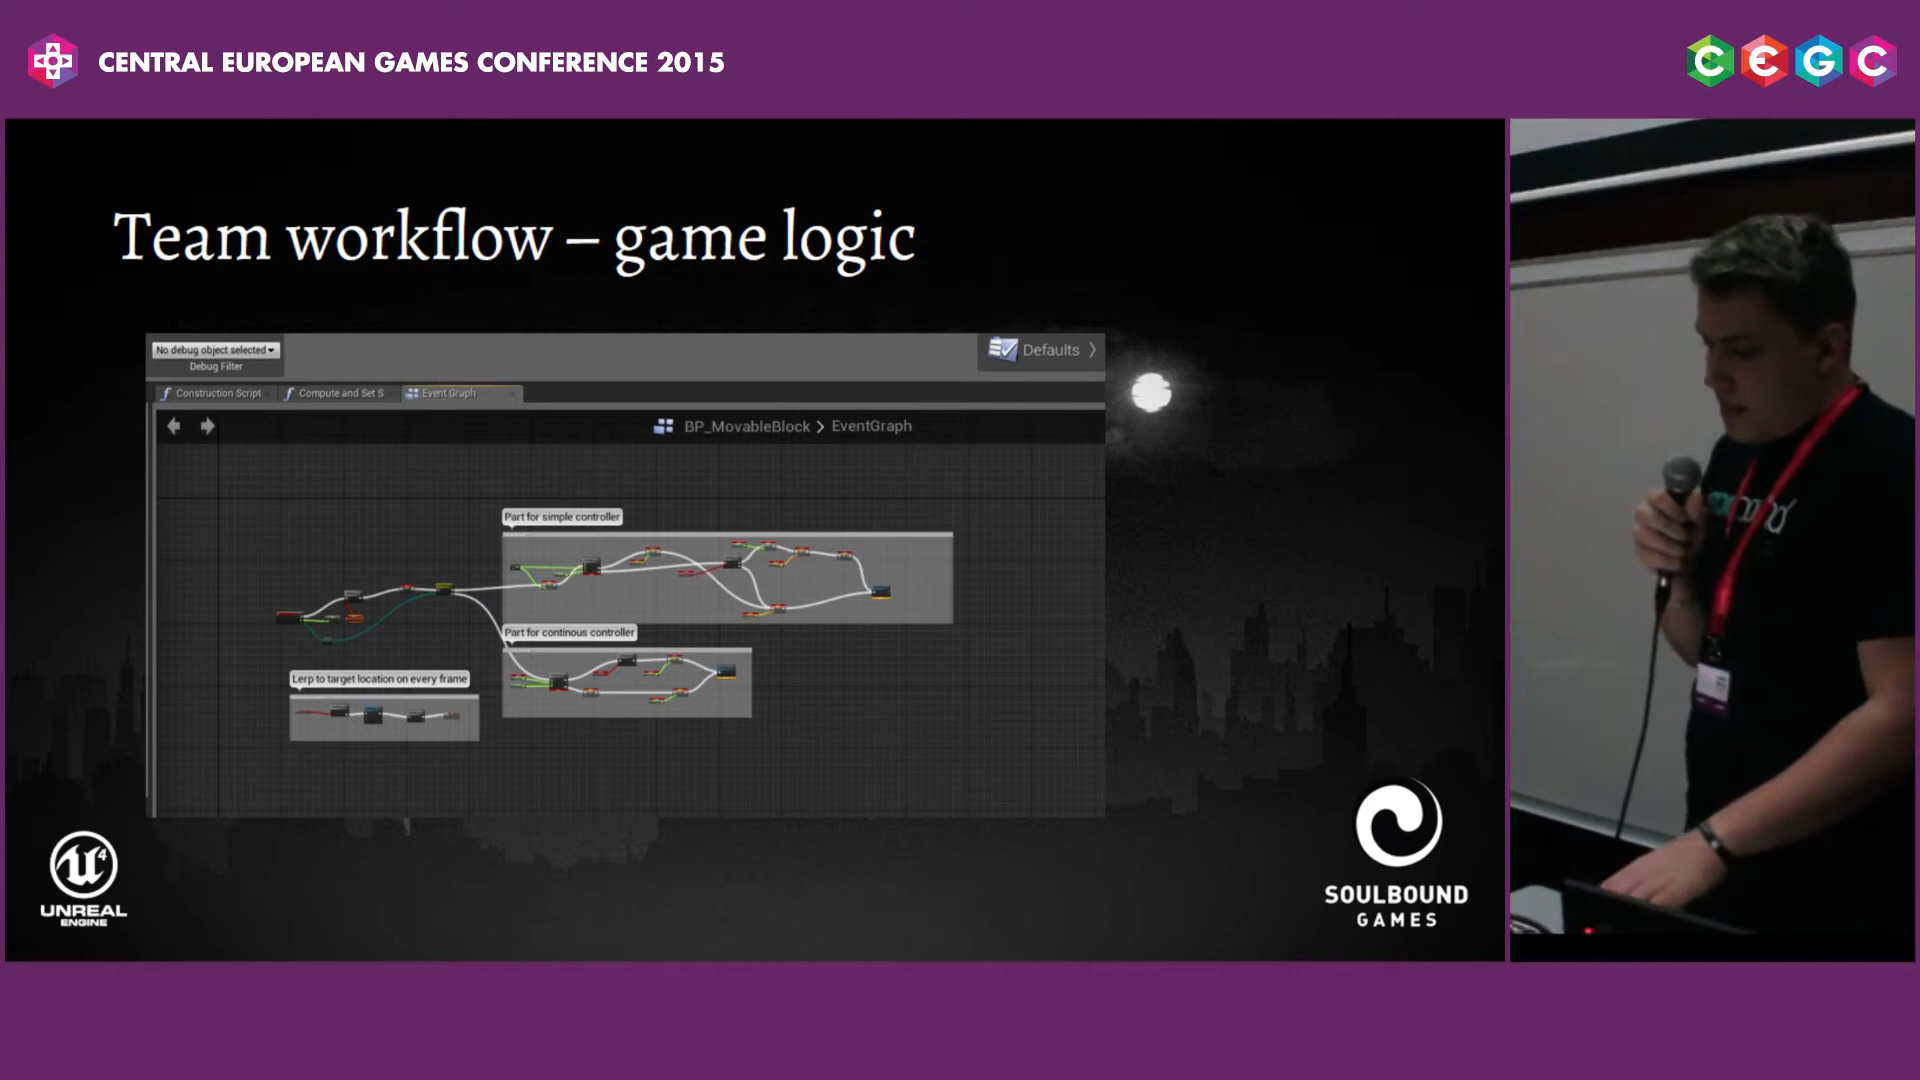 CENTRAL EUROPEAN GAMES CONFERENCE 2015
C E G C
Team workflow – game logic
No debug object selected
Debug Filter
Defaults
Construction Script
Compute and Set S
Event Graph
BP_MovableBlock > EventGraph
Part for simple controller
Part for continous controller
Lerp to target location on every frame
U4
UNREAL
ENGINE
SOULBOUND
GAMES